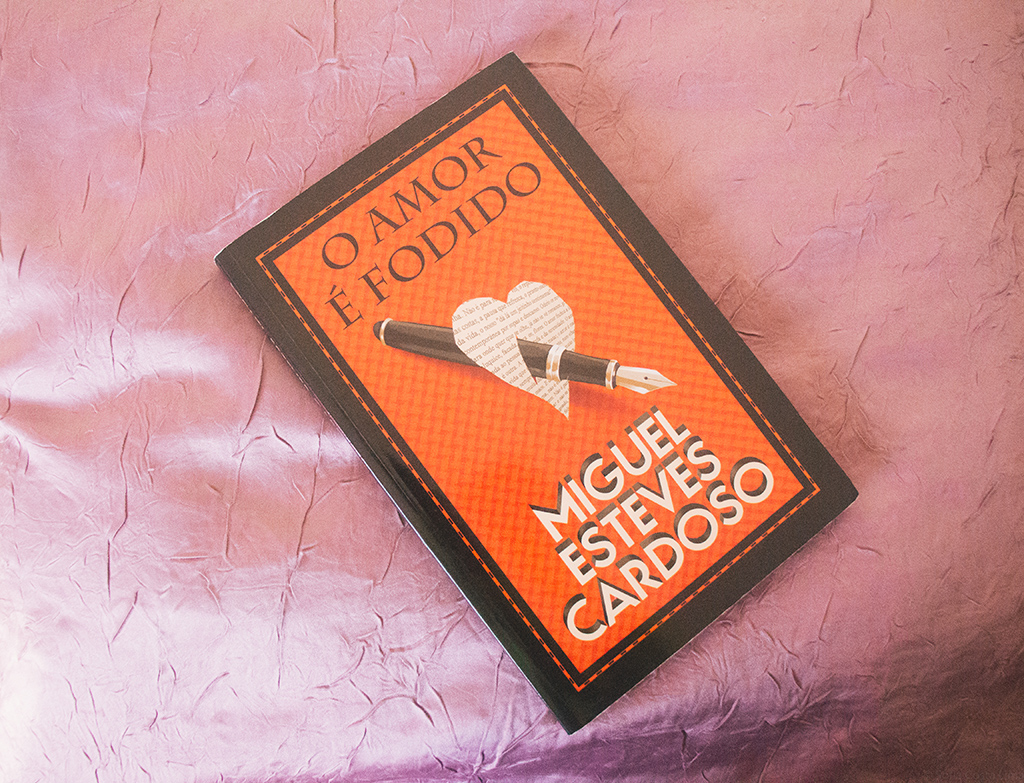 O AMOR
É FODIDO
MIGUEL
ESTEVES
CARDOSO